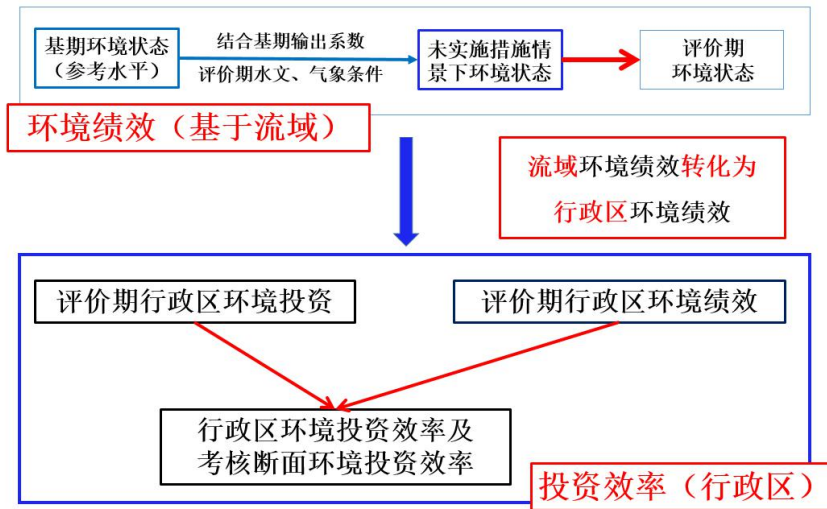 基期环境状态
（参考水平）
结合基期输出系数
评价期水文、气象条件
未实施措施情
景下环境状态
评价期
环境状态
环境绩效（基于流域）
流域环境绩效转化为
行政区环境绩效
评价期行政区环境投资
评价期行政区环境绩效
行政区环境投资效率及
考核断面环境投资效率
投资效率（行政区）